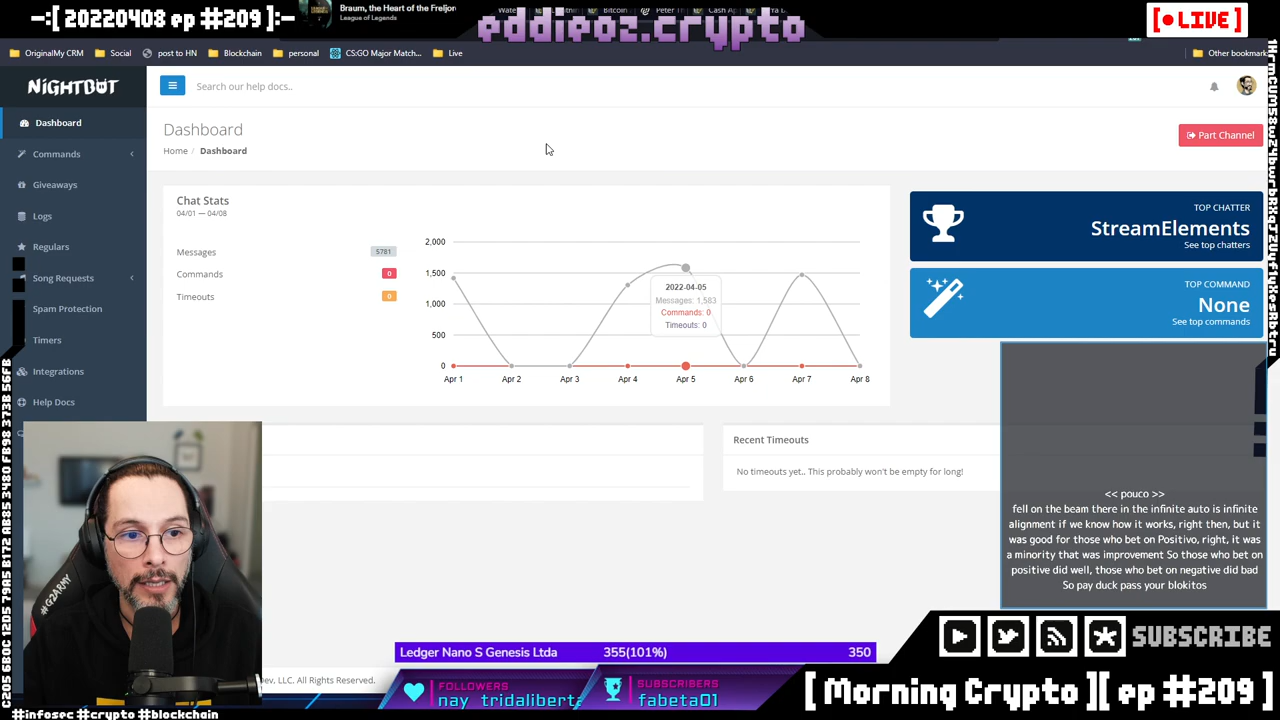 —:[ 20220408 ep #209 ]:—
Braum, the Heart of the Freljord
League of Legends
Bitcoin
eddieoz.crypto
[ • LIVE ]
OriginalMy CRM
Social
post to HN
Blockchain
personal
CS:GO Major Match...
Live
Other bookmark
NIGHTBOT
Search our help docs..
Dashboard
Home / Dashboard
Part Channel
Dashboard
Commands
Giveaways
Logs
Regulars
Song Requests
Spam Protection
Timers
Integrations
Help Docs
Chat Stats
04/01 — 04/08
Messages 5781
Commands 0
Timeouts 0
2,000
1,500
1,000
500
0
2022-04-05
Messages: 1,583
Commands: 0
Timeouts: 0
Apr 1 Apr 2 Apr 3 Apr 4 Apr 5 Apr 6 Apr 7 Apr 8
TOP CHATTER
StreamElements
See top chatters
TOP COMMAND
None
See top commands
Recent Timeouts
No timeouts yet.. This probably won't be empty for long!
<< pouco >>
fell on the beam there in the infinite auto is infinite
alignment if we know how it works, right then, but it
was good for those who bet on Positivo, right, it was
a minority that was improvement So those who bet on
positive did well, those who bet on negative did bad
So pay duck pass your blokitos
#G2ARMY
SUBSCRIBE
Ledger Nano S Genesis Ltda 355(101%) 350
Dev, LLC. All Rights Reserved.
FOLLOWERS
nay_tridaliberta
SUBSCRIBERS
fabeta01
[ Morning Crypto ][ ep #209 ]
#infosec #crypto #blockchain